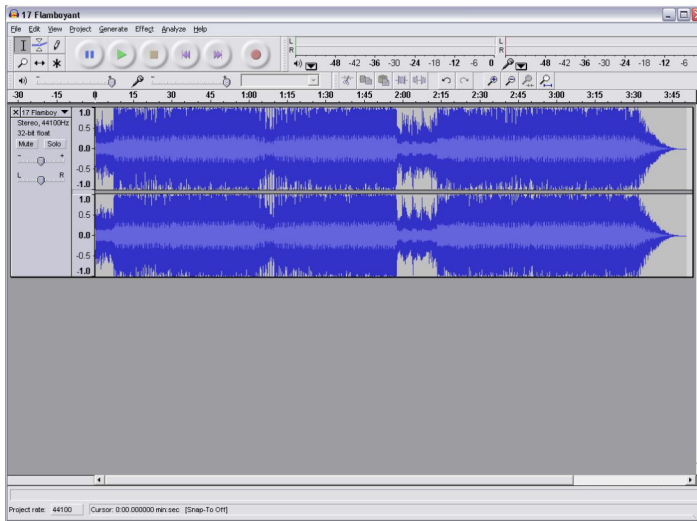 17 Flamboyant
File Edit View Project Generate Effect Analyze Help
L
R
-48 -42 -36 -30 -24 -18 -12 -6 0
L
R
-48 -42 -36 -30 -24 -18 -12 -6
-30 -15 0 15 30 45 1:00 1:15 1:30 1:45 2:00 2:15 2:30 2:45 3:00 3:15 3:30 3:45
X 17 Flamboy
Stereo, 44100Hz
32-bit float
Mute Solo
- +
L R
1.0
0.5
0.0
-0.5
-1.0
1.0
0.5
0.0
-0.5
-1.0
Project rate: 44100 Cursor: 0:00.000000 min:sec [Snap-To Off]